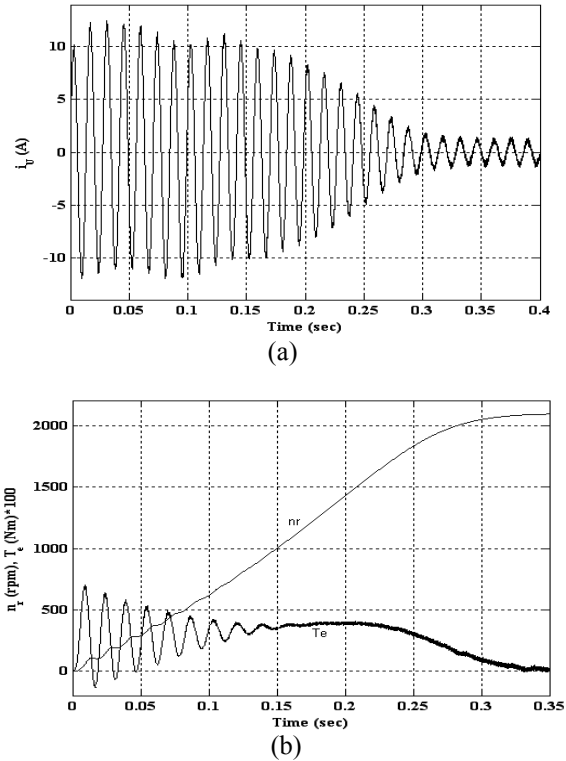 10
5
0
-5
-10
i_U (A)
0 0.05 0.1 0.15 0.2 0.25 0.3 0.35 0.4
Time (sec)
(a)
2000
1500
1000
500
0
n_r (rpm), T_e (Nm)*100
nr
Te
0 0.05 0.1 0.15 0.2 0.25 0.3 0.35
Time (sec)
(b)